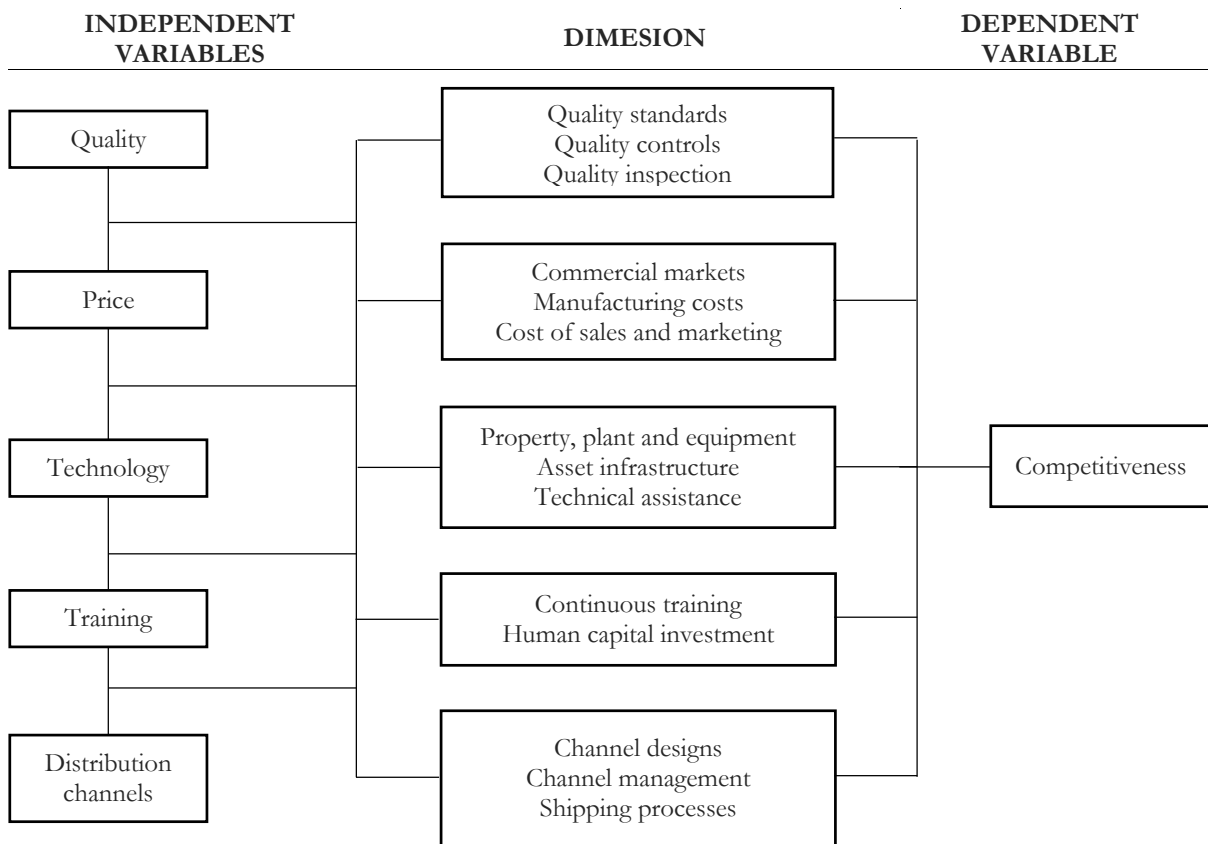 INDEPENDENT
VARIABLES
DIMESION
DEPENDENT
VARIABLE
Quality
Price
Technology
Training
Distribution
channels
Quality standards
Quality controls
Quality inspection
Commercial markets
Manufacturing costs
Cost of sales and marketing
Property, plant and equipment
Asset infrastructure
Technical assistance
Continuous training
Human capital investment
Channel designs
Channel management
Shipping processes
Competitiveness